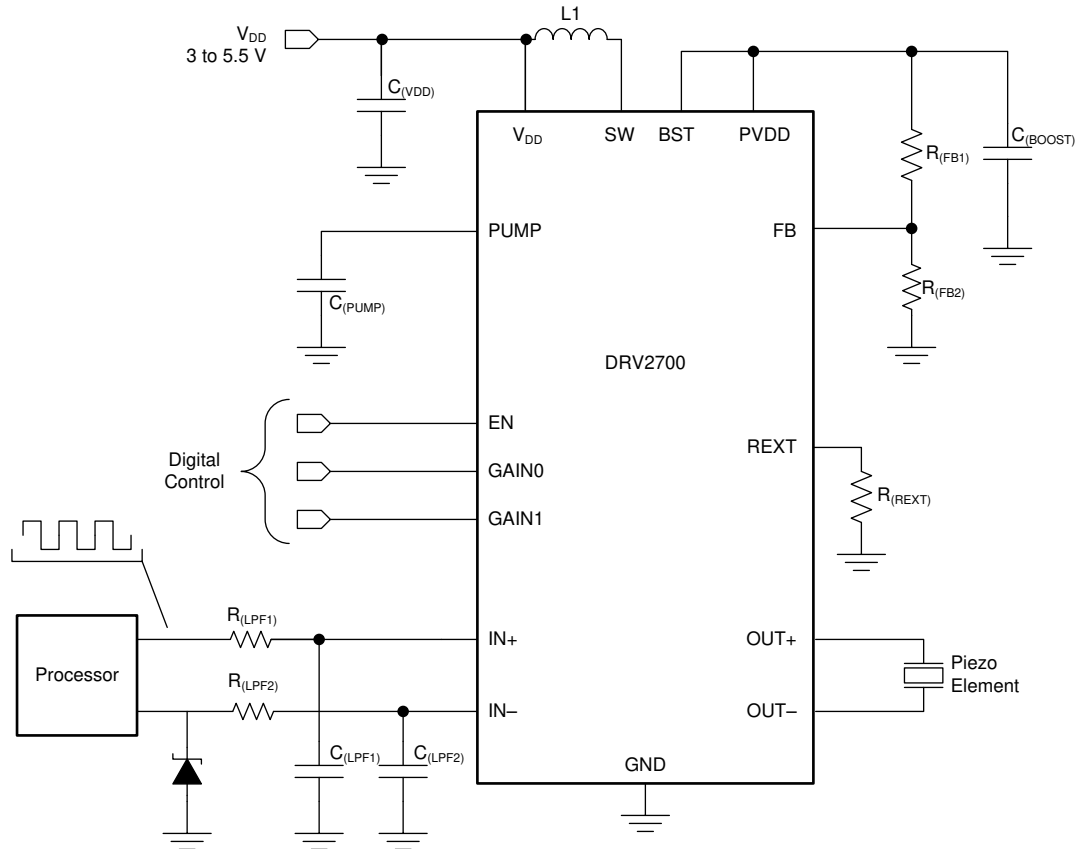 L1
V_DD
3 to 5.5 V
C_(VDD)
V_DD
SW
BST
PVDD
R_(FB1)
C_(BOOST)
PUMP
FB
C_(PUMP)
R_(FB2)
DRV2700
EN
REXT
Digital
Control
GAIN0
R_(REXT)
GAIN1
R_(LPF1)
IN+
OUT+
Processor
Piezo
Element
R_(LPF2)
IN–
OUT–
C_(LPF1)
C_(LPF2)
GND